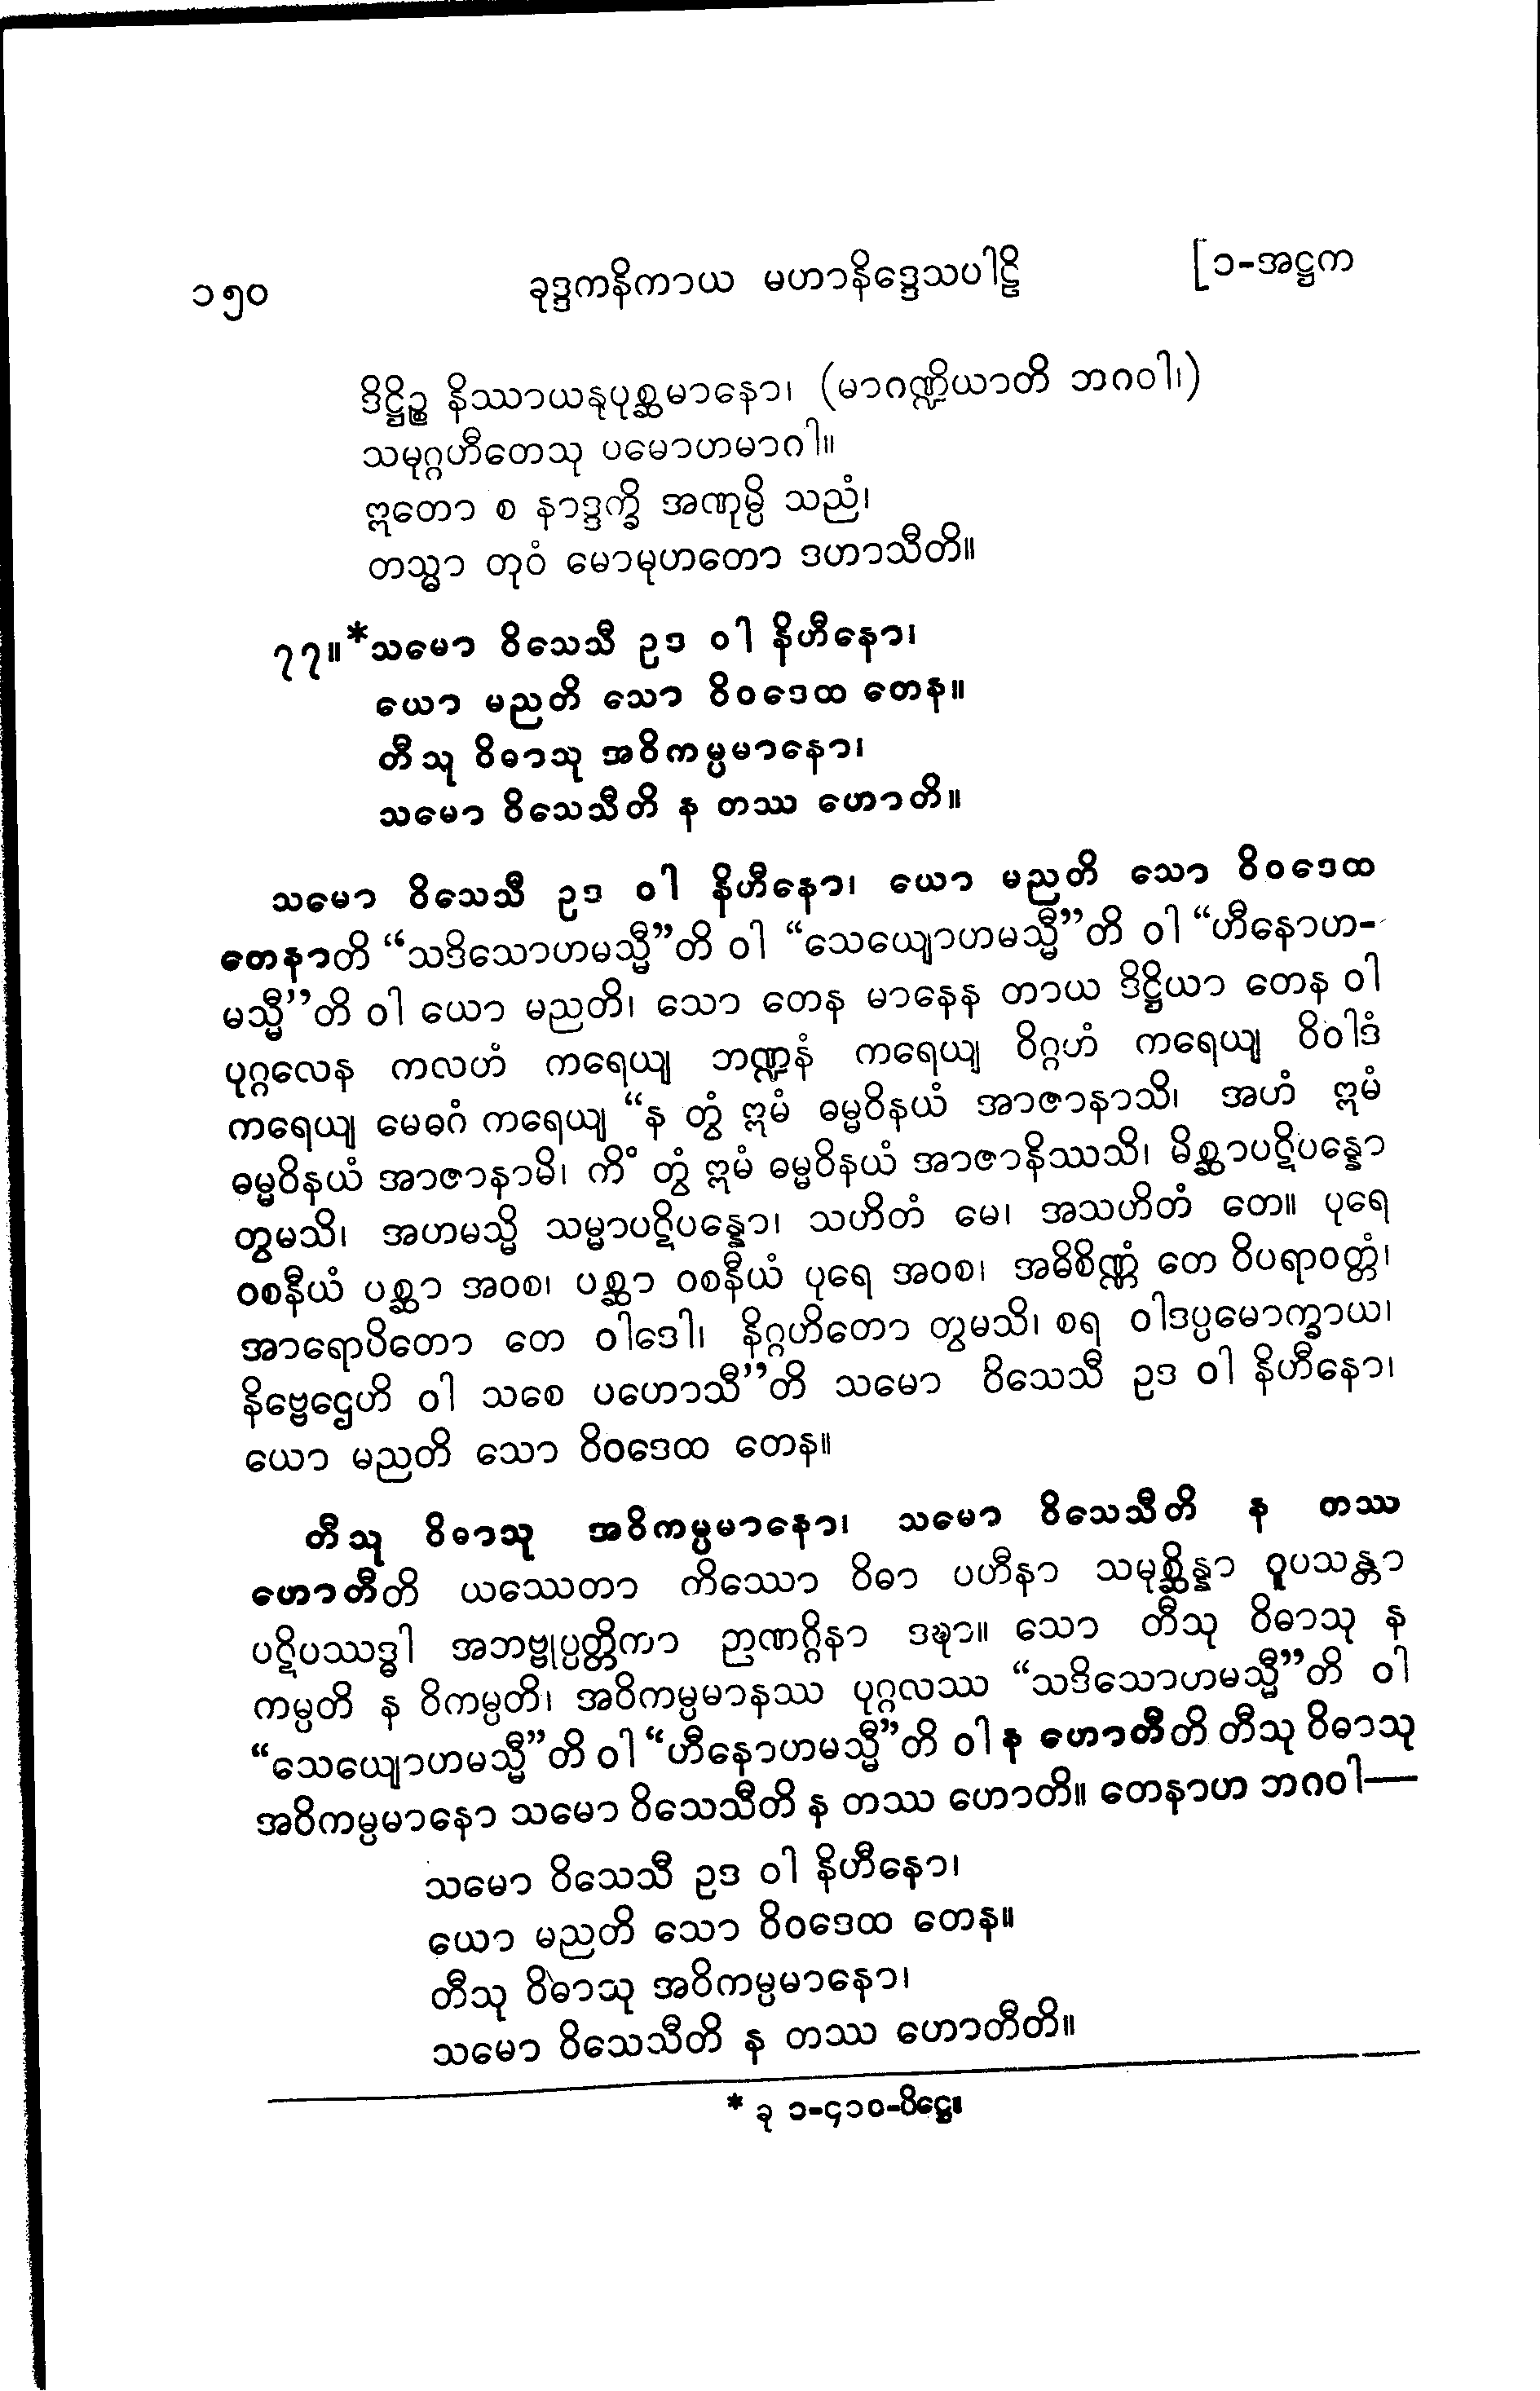 ၁၅၀ ခုဒ္ဒကနိကာယ မဟာနိဒ္ဒေသပါဠိ [၁-အဋ္ဌက
ဒိဋ္ဌိဉ္စ နိဿာယနုပုစ္ဆမာနော၊ (မာဂဏ္ဍိယာတိ ဘဂဝါ၊)
သမုဂ္ဂဟီတေသု ပမောဟမာဂါ။
ဣတော စ နာဒ္ဒက္ခိ အဏုမ္ပိ သညံ၊
တသ္မာ တုဝံ မောမုဟတော ဒဟာသီတိ။
၇၇။ *သမော ဝိသေသီ ဥဒ ဝါ နိဟီနော၊
ယော မညတိ သော ဝိဝဒေထ တေန။
တီသု ဝိဓာသု အဝိကမ္ပမာနော၊
သမော ဝိသေသီတိ န တဿ ဟောတိ။
သမော ဝိသေသီ ဥဒ ဝါ နိဟီနော၊ ယော မညတိ သော ဝိဝဒေထ
တေနာတိ “သဒိသောဟမသ္မီ”တိ ဝါ “သေယျောဟမသ္မီ”တိ ဝါ “ဟီနောဟ-
မသ္မီ”တိ ဝါ ယော မညတိ၊ သော တေန မာနေန တာယ ဒိဋ္ဌိယာ တေန ဝါ
ပုဂ္ဂလေန ကလဟံ ကရေယျ ဘဏ္ဍနံ ကရေယျ ဝိဂ္ဂဟံ ကရေယျ ဝိဝါဒံ
ကရေယျ မေဓဂံ ကရေယျ “န တွံ ဣမံ ဓမ္မဝိနယံ အာဇာနာသိ၊ အဟံ ဣမံ
ဓမ္မဝိနယံ အာဇာနာမိ၊ ကိံ တွံ ဣမံ ဓမ္မဝိနယံ အာဇာနိဿသိ၊ မိစ္ဆာပဋိပန္နော
တွမသိ၊ အဟမသ္မိ သမ္မာပဋိပန္နော၊ သဟိတံ မေ၊ အသဟိတံ တေ။ ပုရေ
ဝစနီယံ ပစ္ဆာ အဝစ၊ ပစ္ဆာ ဝစနီယံ ပုရေ အဝစ၊ အဓိစိဏ္ဏံ တေ ဝိပရာဝတ္တံ၊
အာရောပိတော တေ ဝါဒေါ၊ နိဂ္ဂဟိတော တွမသိ၊ စရ ဝါဒပ္ပမောက္ခာယ၊
နိဗ္ဗေဌေဟိ ဝါ သစေ ပဟောသီ”တိ သမော ဝိသေသီ ဥဒ ဝါ နိဟီနော၊
ယော မညတိ သော ဝိဝဒေထ တေန။
တီသု ဝိဓာသု အဝိကမ္ပမာနော၊ သမော ဝိသေသီတိ န တဿ
ဟောတီတိ ယဿေတာ တိဿော ဝိဓာ ပဟီနာ သမုစ္ဆိန္နာ ဝူပသန္တာ
ပဋိပဿဒ္ဓါ အဘဗ္ဗုပ္ပတ္တိကာ ဉာဏဂ္ဂိနာ ဒဍ္ဎာ။ သော တီသု ဝိဓာသု န
ကမ္ပတိ န ဝိကမ္ပတိ၊ အဝိကမ္ပမာနဿ ပုဂ္ဂလဿ “သဒိသောဟမသ္မီ”တိ ဝါ
“သေယျောဟမသ္မီ”တိ ဝါ “ဟီနောဟမသ္မီ”တိ ဝါ န ဟောတီတိ တီသု ဝိဓာသု
အဝိကမ္ပမာနော သမော ဝိသေသီတိ န တဿ ဟောတိ။ တေနာဟ ဘဂဝါ—
သမော ဝိသေသီ ဥဒ ဝါ နိဟီနော၊
ယော မညတိ သော ဝိဝဒေထ တေန။
တီသု ဝိဓာသု အဝိကမ္ပမာနော၊
သမော ဝိသေသီတိ န တဿ ဟောတီတိ။
* ခု ၁-၄၁၀-ပိဋ္ဌေ။